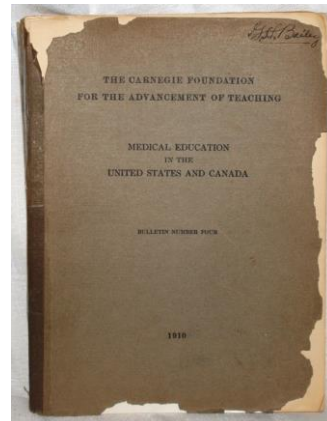 Bailey
THE CARNEGIE FOUNDATION
FOR THE ADVANCEMENT OF TEACHING
MEDICAL EDUCATION
IN THE
UNITED STATES AND CANADA
BULLETIN NUMBER FOUR
1910